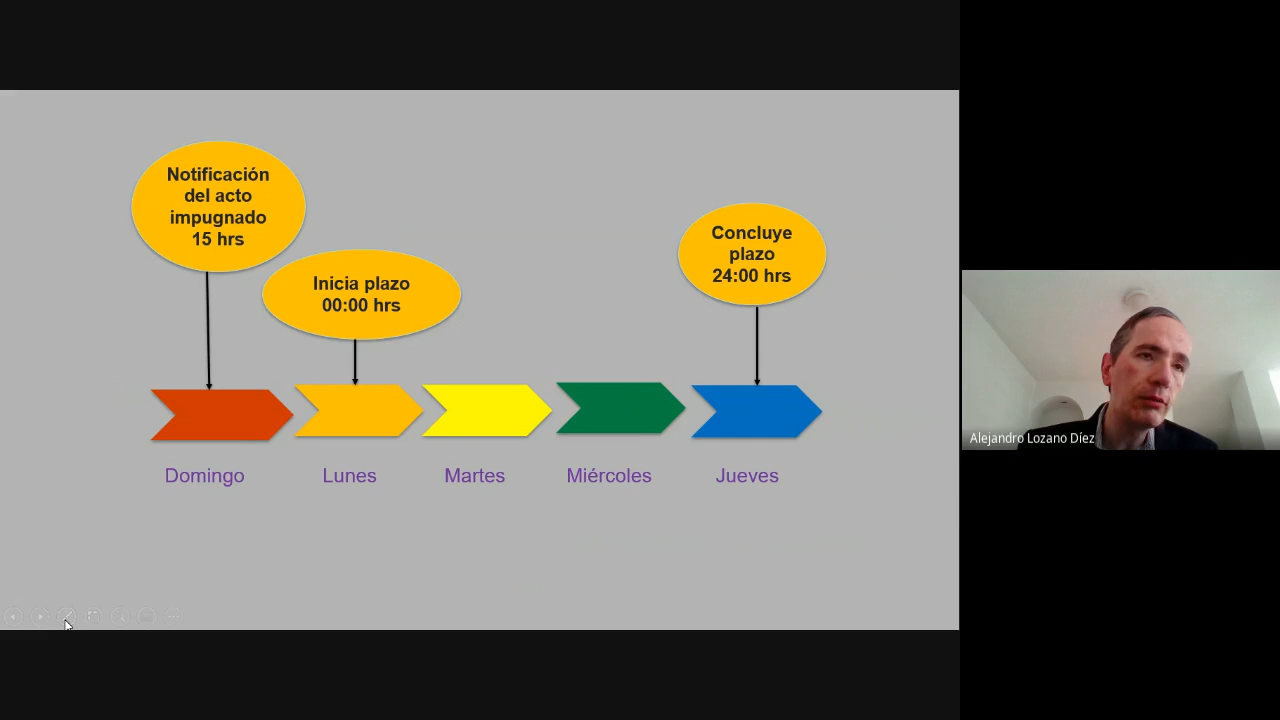 Notificación
del acto
impugnado
15 hrs
Inicia plazo
00:00 hrs
Concluye
plazo
24:00 hrs
Domingo
Lunes
Martes
Miércoles
Jueves
Alejandro Lozano Díez